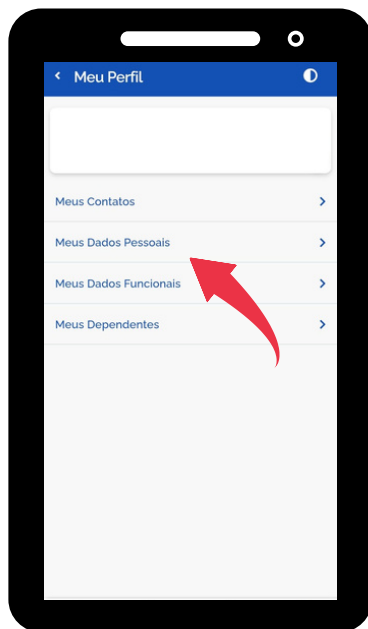 Meu Perfil
Meus Contatos
Meus Dados Pessoais
Meus Dados Funcionais
Meus Dependentes